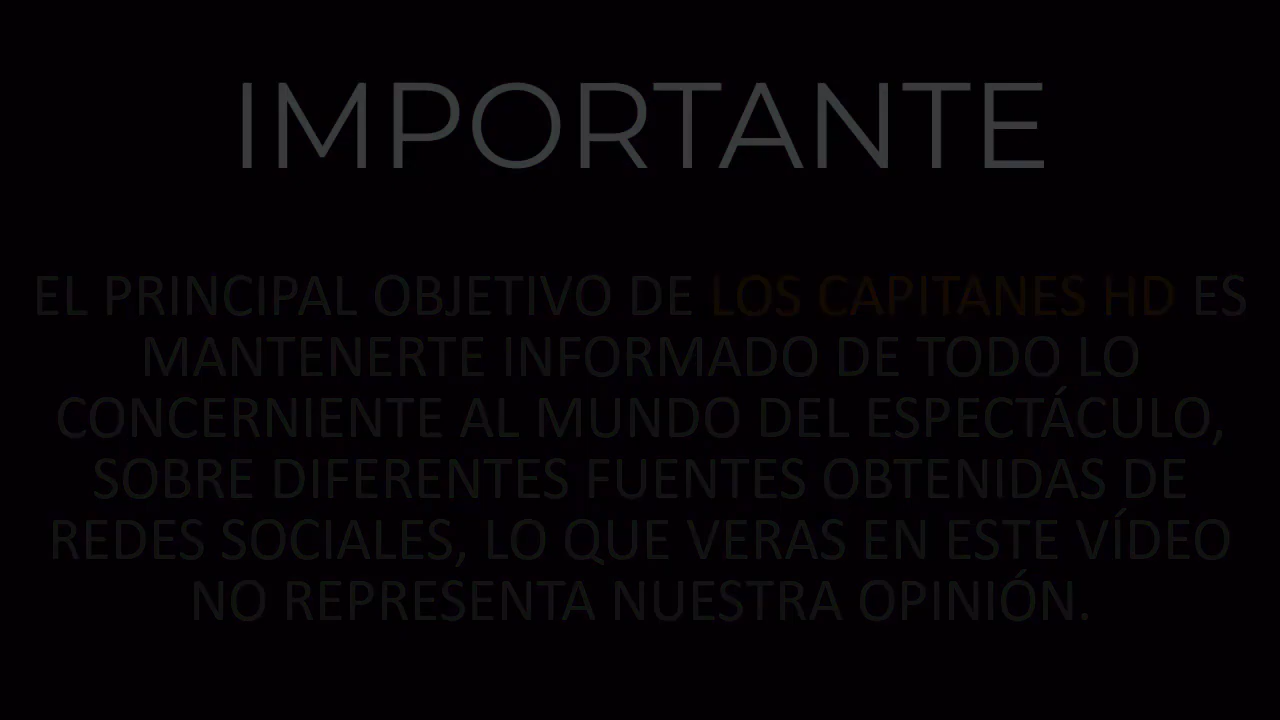 IMPORTANTE
EL PRINCIPAL OBJETIVO DE LOS CAPITANES HD ES
MANTENERTE INFORMADO DE TODO LO
CONCERNIENTE AL MUNDO DEL ESPECTÁCULO,
SOBRE DIFERENTES FUENTES OBTENIDAS DE
REDES SOCIALES, LO QUE VERAS EN ESTE VÍDEO
NO REPRESENTA NUESTRA OPINIÓN.